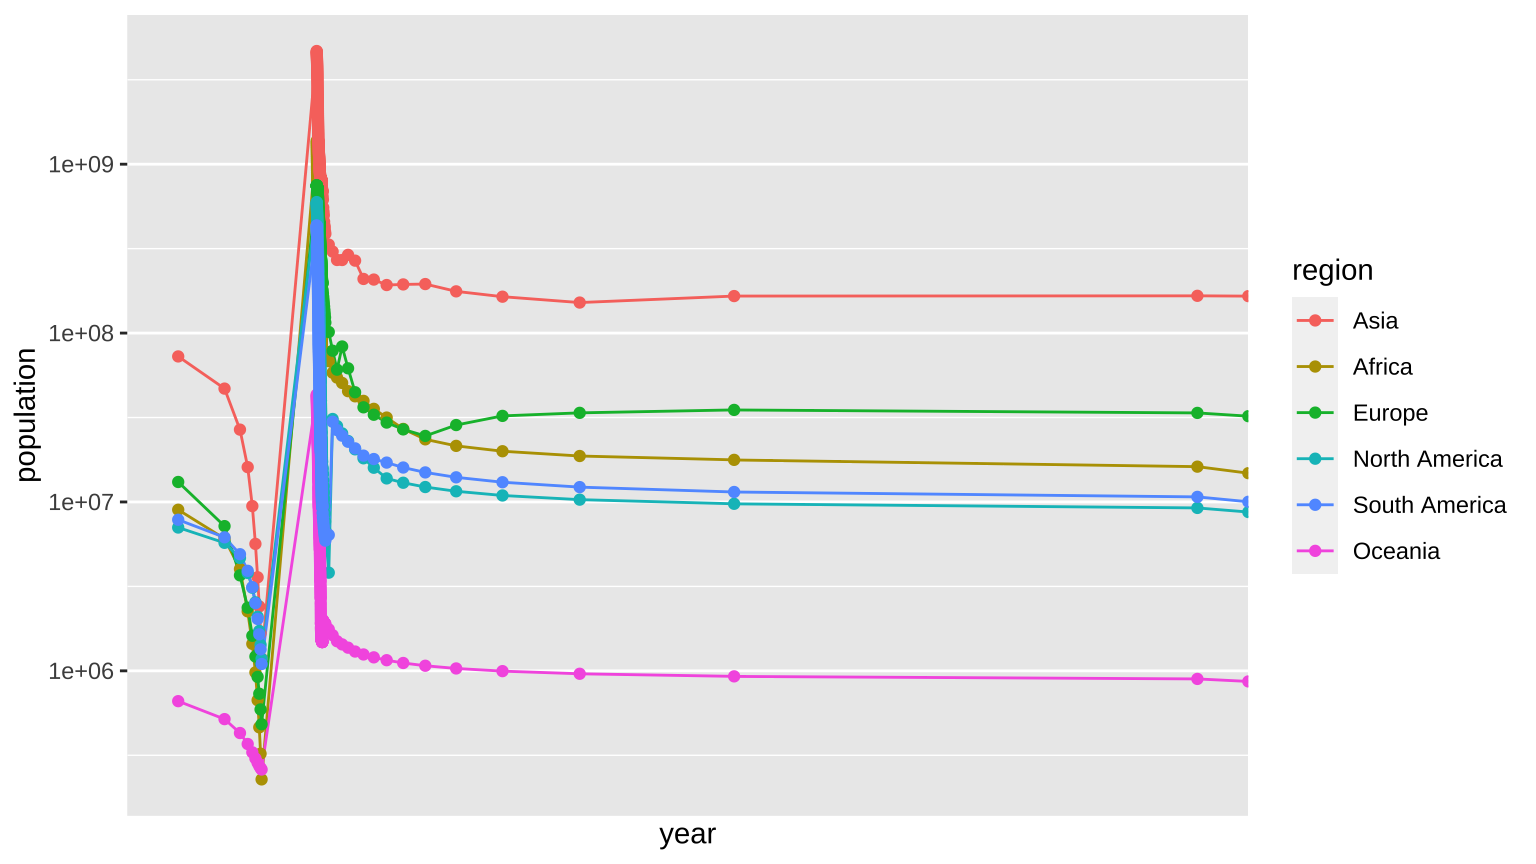 1e+09
1e+08
1e+07
1e+06
population
year
region
Asia
Africa
Europe
North America
South America
Oceania